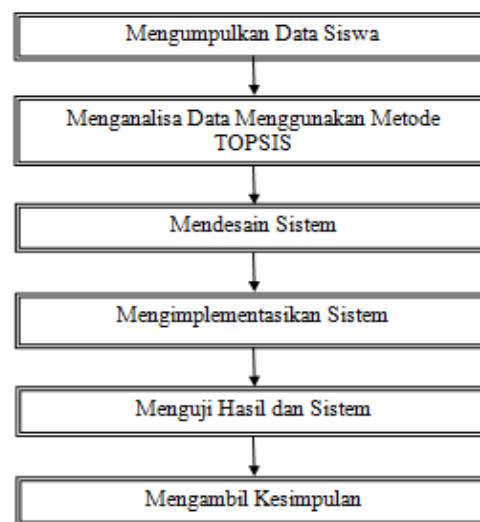 Mengumpulkan Data Siswa
Menganalisa Data Menggunakan Metode
TOPSIS
Mendesain Sistem
Mengimplementasikan Sistem
Menguji Hasil dan Sistem
Mengambil Kesimpulan